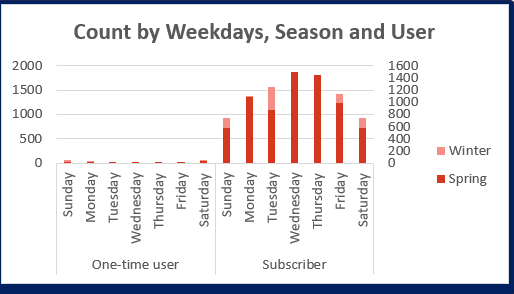 Count by Weekdays, Season and User
2000
1500
1000
500
0
1600
1400
1200
1000
800
600
400
200
0
Winter
Spring
Sunday
Monday
Tuesday
Wednesday
Thursday
Friday
Saturday
Sunday
Monday
Tuesday
Wednesday
Thursday
Friday
Saturday
One-time user
Subscriber